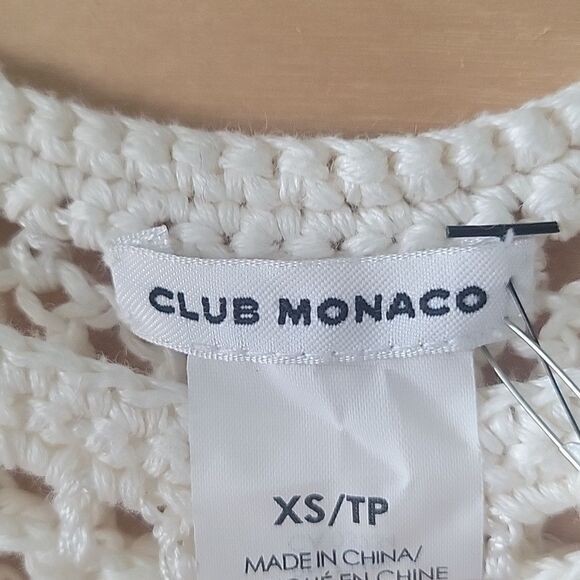 CLUB MONACO
XS/TP
MADE IN CHINA/
EN CHINE